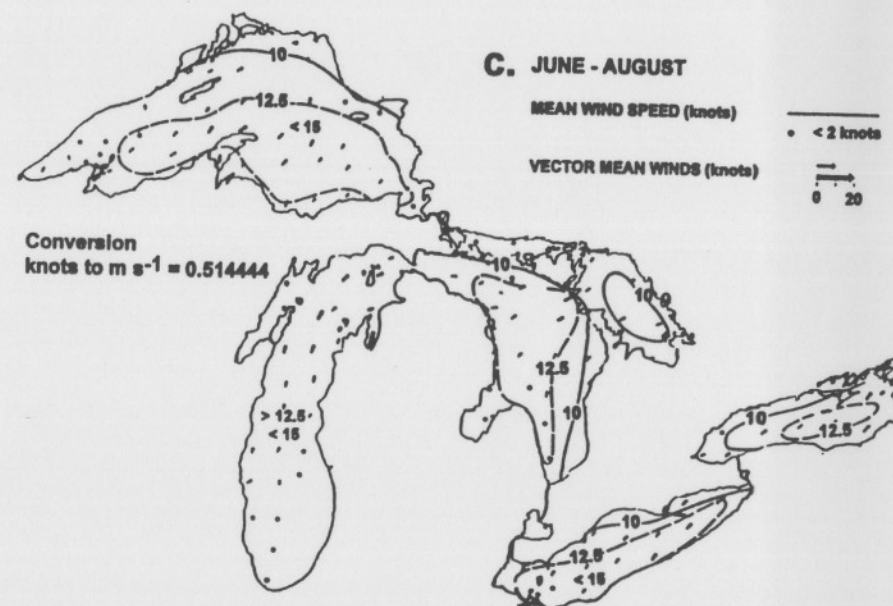 C. JUNE - AUGUST
MEAN WIND SPEED (knots)
< 2 knots
VECTOR MEAN WINDS (knots)
0 20
Conversion
knots to m s-1 = 0.514444
10
12.5
< 15
10
12.5
10
10
> 12.5
< 15
10
12.5
10
12.5
< 15